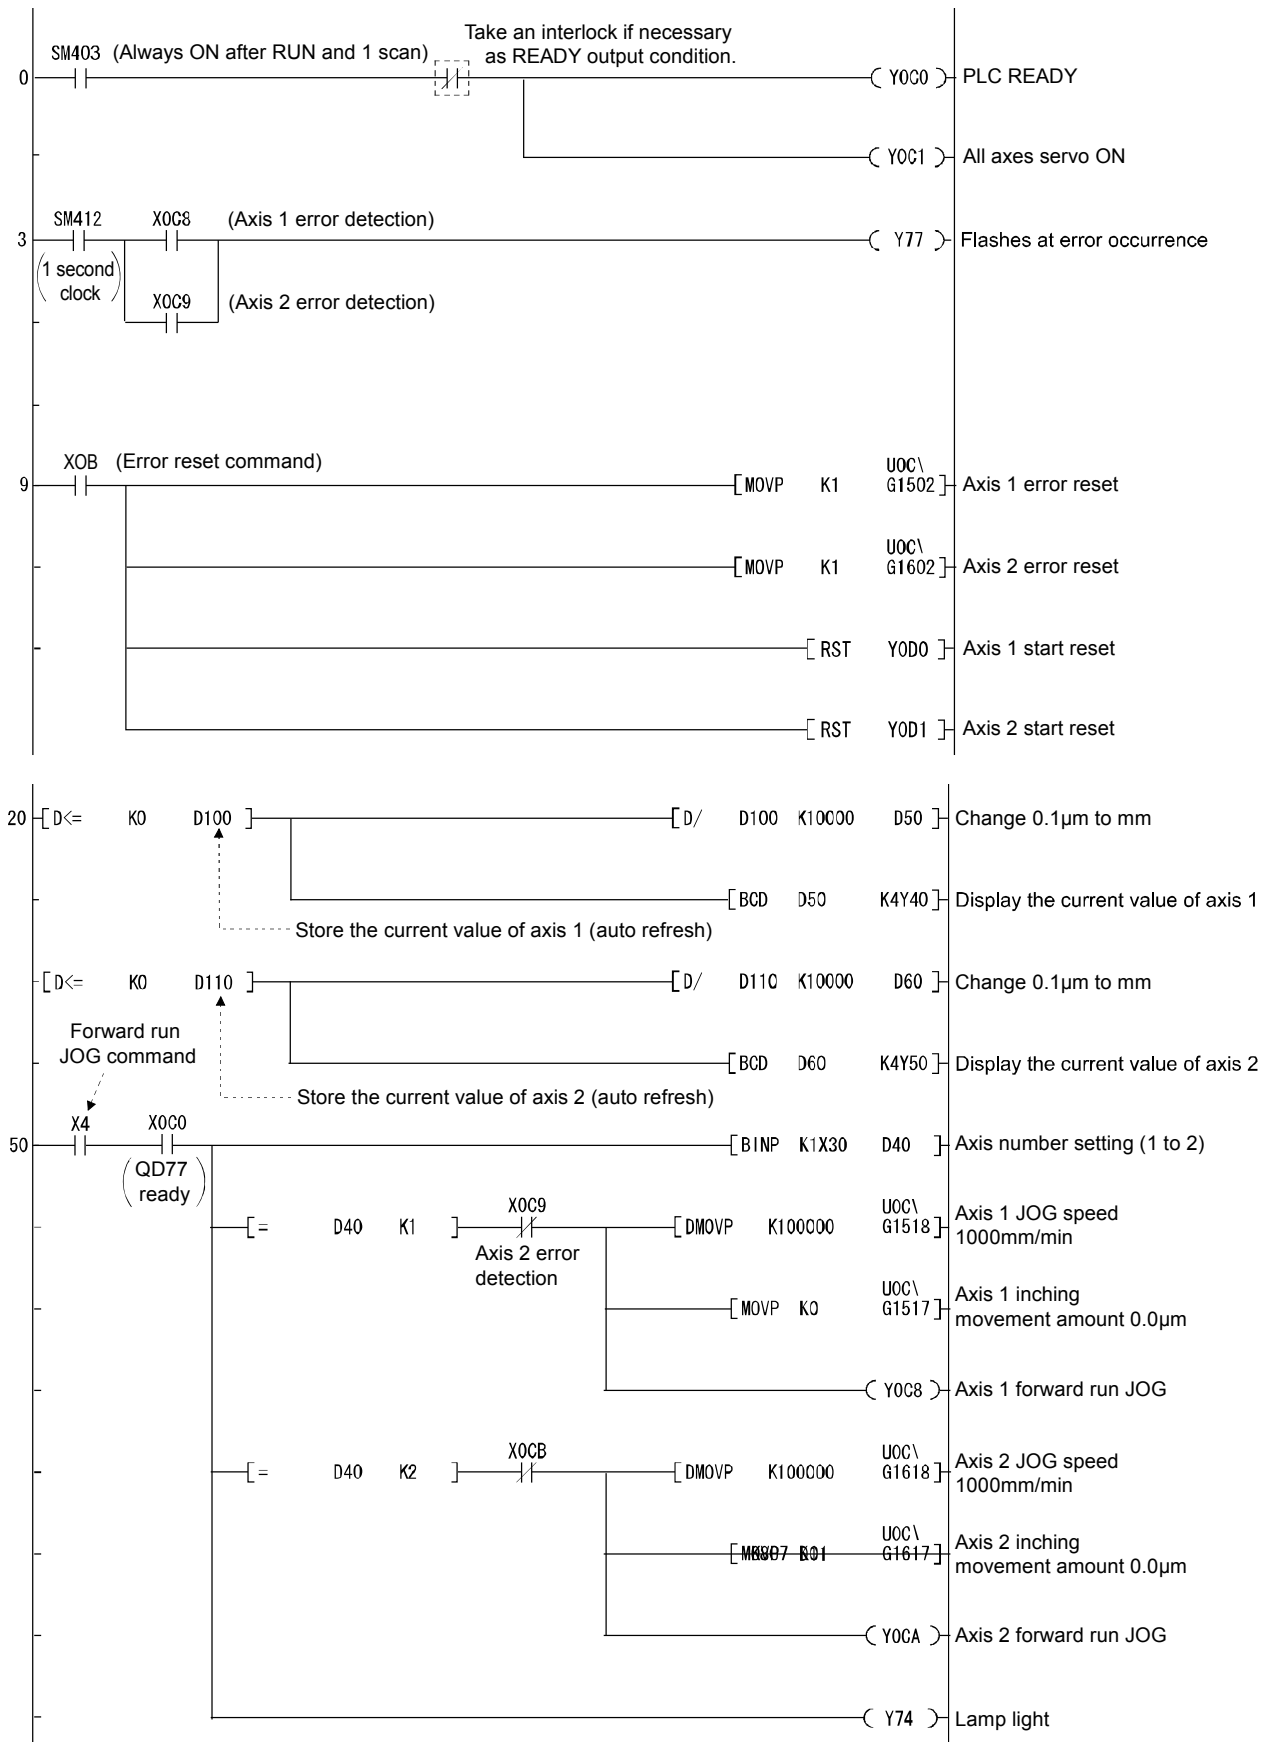 Take an interlock if necessary
SM403 (Always ON after RUN and 1 scan) as READY output condition.
0 Y0C0 PLC READY
Y0C1 All axes servo ON
SM412 X0C8 (Axis 1 error detection)
3 Y77 Flashes at error occurrence
1 second
clock
X0C9 (Axis 2 error detection)
X0B (Error reset command)
9 [MOVP K1 U0C\G1502] Axis 1 error reset
[MOVP K1 U0C\G1602] Axis 2 error reset
[RST Y0D0] Axis 1 start reset
[RST Y0D1] Axis 2 start reset
20 [D<= K0 D100] [D/ D100 K10000 D50] Change 0.1μm to mm
[BCD D50 K4Y40] Display the current value of axis 1
Store the current value of axis 1 (auto refresh)
[D<= K0 D110] [D/ D110 K10000 D60] Change 0.1μm to mm
Forward run
JOG command
[BCD D60 K4Y50] Display the current value of axis 2
Store the current value of axis 2 (auto refresh)
X4 X0C0
50 [BINP K1X30 D40] Axis number setting (1 to 2)
QD77
ready
X0C9
[= D40 K1] [DMOVP K100000 U0C\G1518] Axis 1 JOG speed
1000mm/min
Axis 2 error
detection
[MOVP K0 U0C\G1517] Axis 1 inching
movement amount 0.0μm
(Y0C8) Axis 1 forward run JOG
X0CB
[= D40 K2] [DMOVP K100000 U0C\G1618] Axis 2 JOG speed
1000mm/min
U0C\G1617] Axis 2 inching
movement amount 0.0μm
(Y0CA) Axis 2 forward run JOG
(Y74) Lamp light